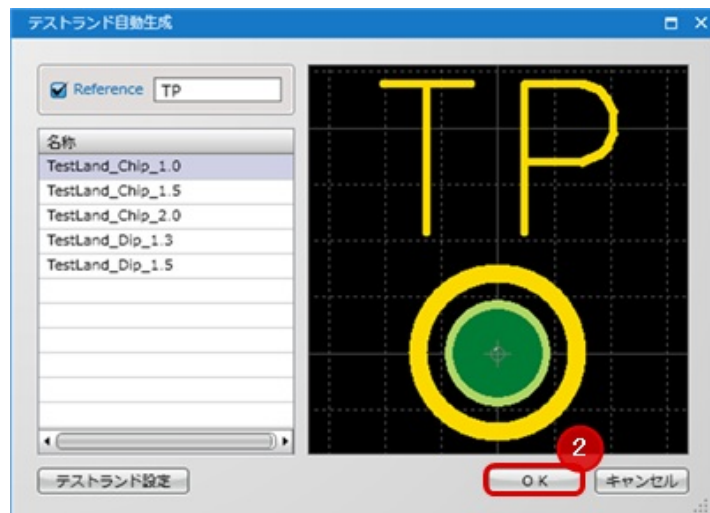 テストランド自動生成
Reference TP
名称
TestLand_Chip_1.0
TestLand_Chip_1.5
TestLand_Chip_2.0
TestLand_Dip_1.3
TestLand_Dip_1.5
TP
2
テストランド設定
OK
キャンセル